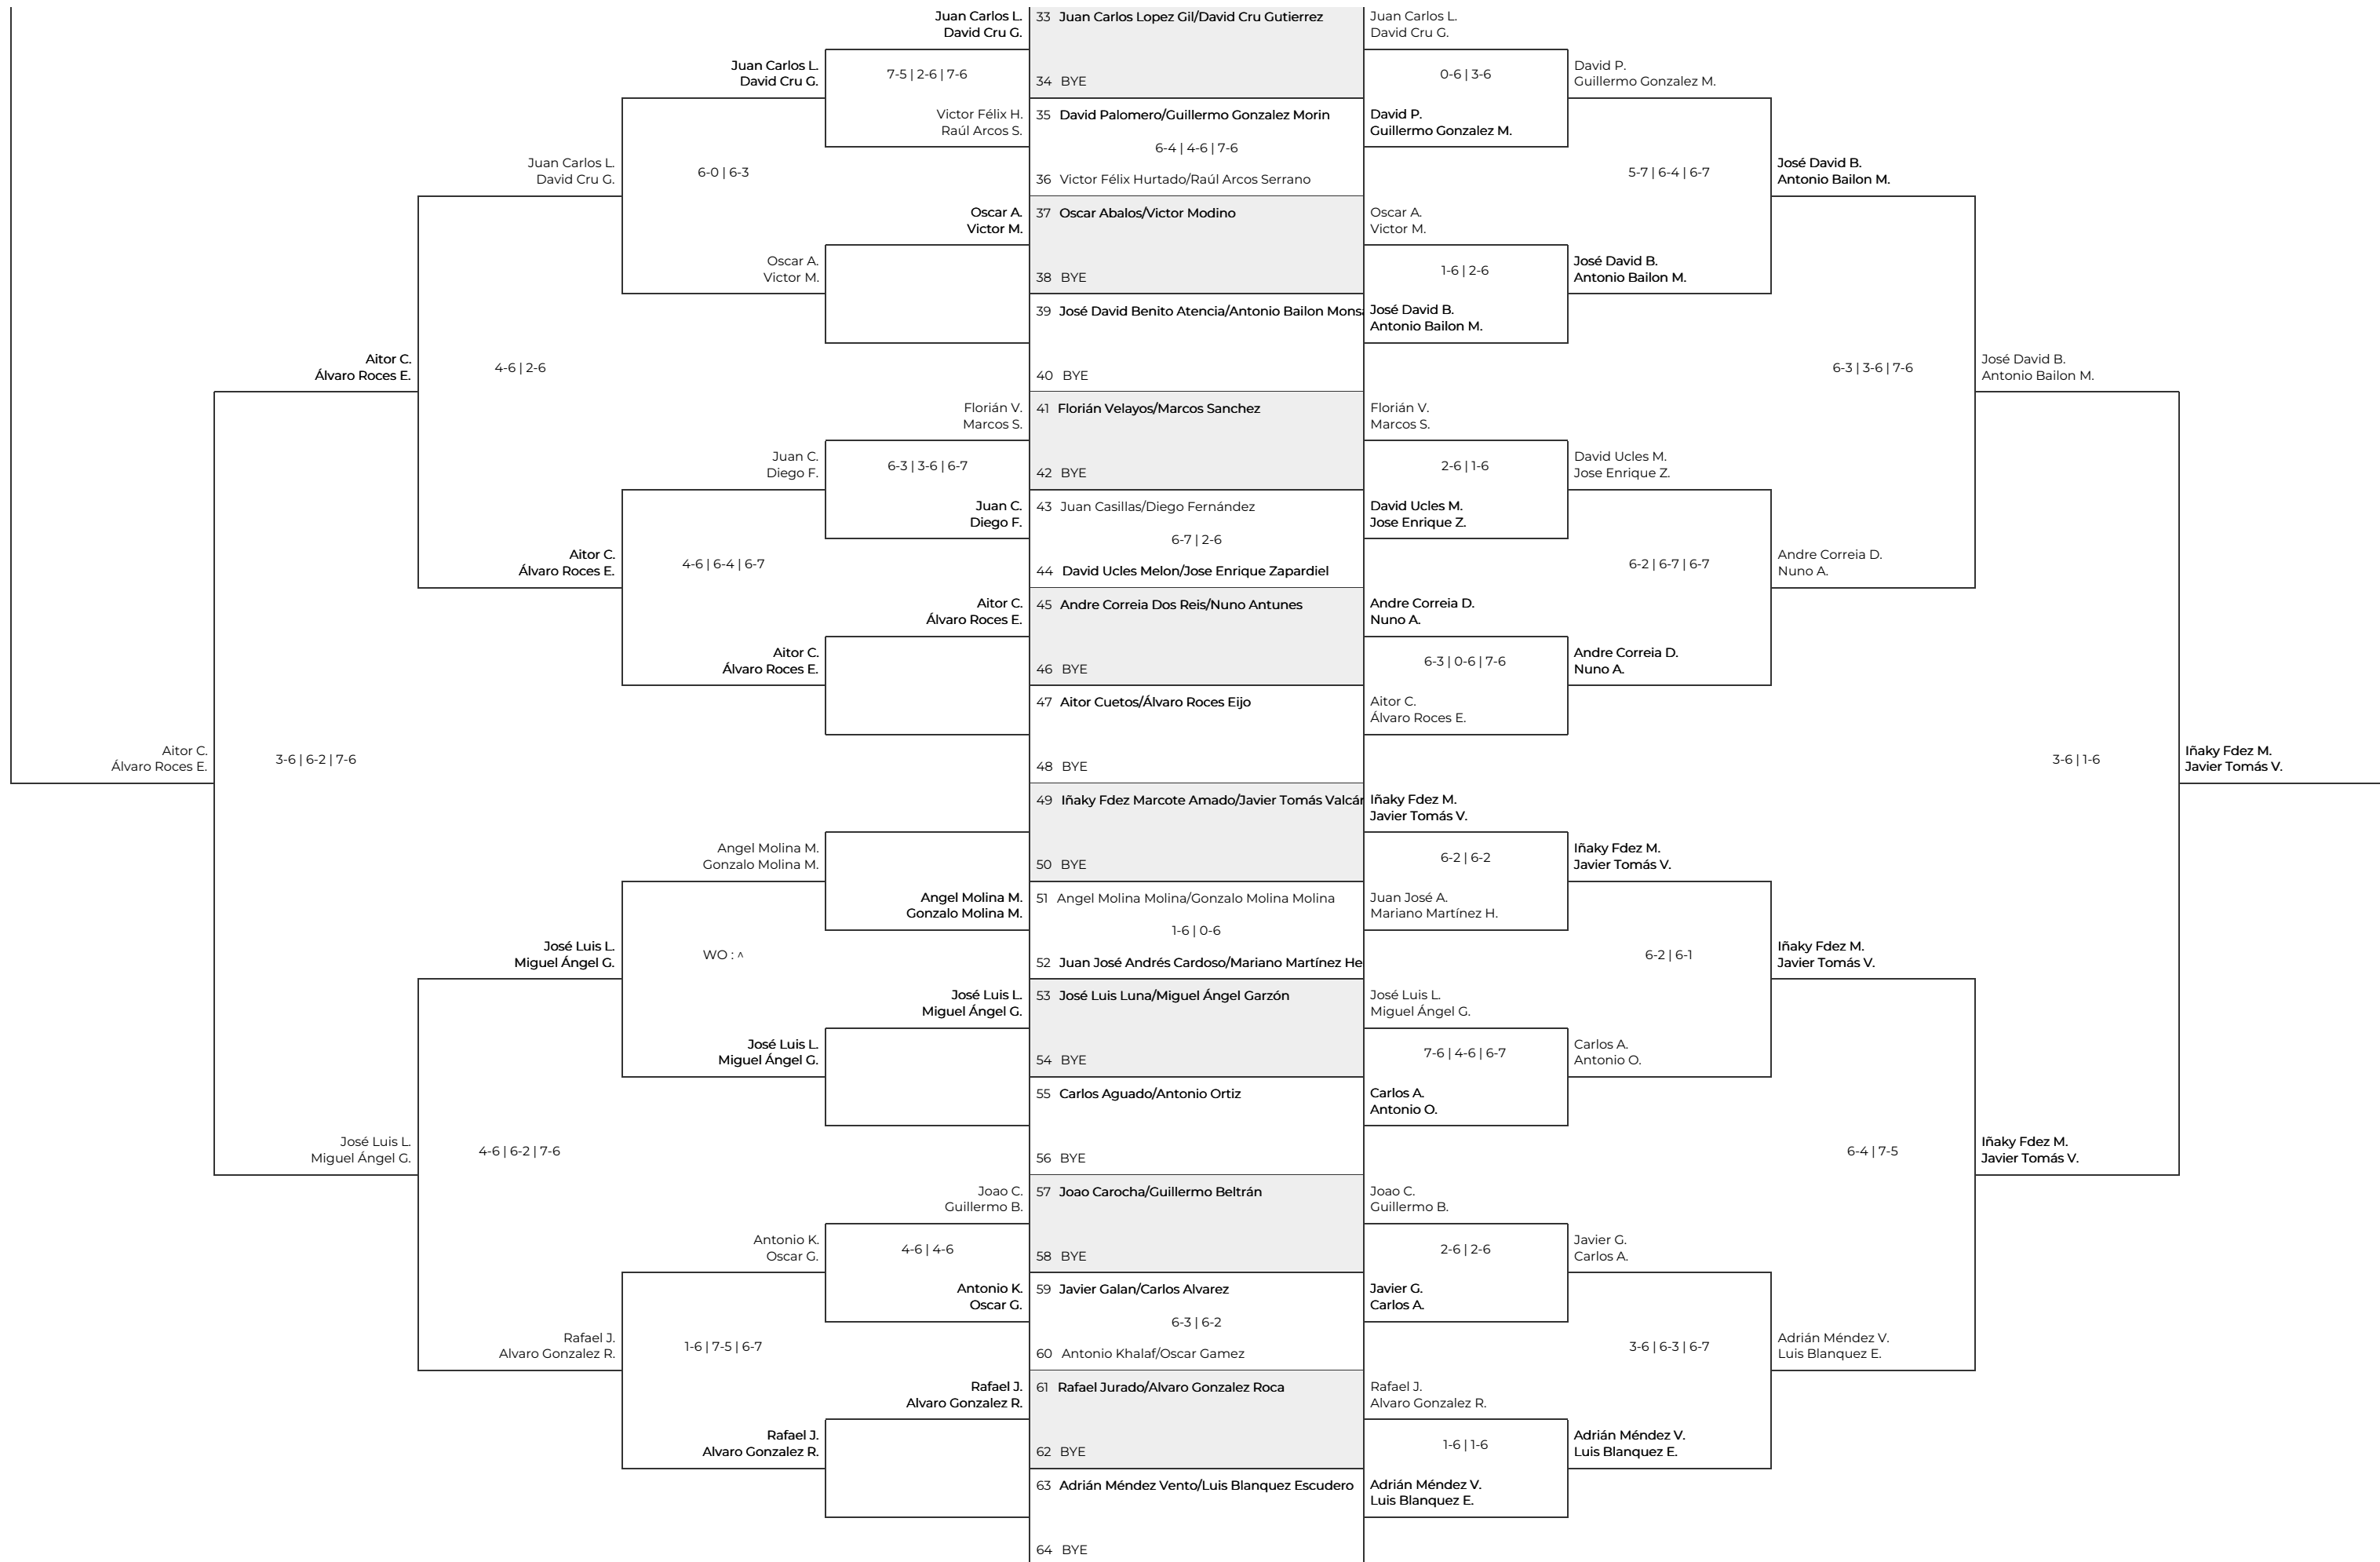 Juan Carlos L.
David Cru G.
33 Juan Carlos Lopez Gil/David Cru Gutierrez
Juan Carlos L.
David Cru G.
Juan Carlos L.
David Cru G.
7-5 | 2-6 | 7-6
34 BYE
0-6 | 3-6
David P.
Guillermo Gonzalez M.
Victor Félix H.
Raúl Arcos S.
35 David Palomero/Guillermo Gonzalez Morin
David P.
Guillermo Gonzalez M.
6-4 | 4-6 | 7-6
Juan Carlos L.
David Cru G.
6-0 | 6-3
36 Victor Félix Hurtado/Raúl Arcos Serrano
5-7 | 6-4 | 6-7
José David B.
Antonio Bailon M.
Oscar A.
Victor M.
37 Oscar Abalos/Victor Modino
Oscar A.
Victor M.
Oscar A.
Victor M.
38 BYE
1-6 | 2-6
José David B.
Antonio Bailon M.
39 José David Benito Atencia/Antonio Bailon Monsa
José David B.
Antonio Bailon M.
Aitor C.
Álvaro Roces E.
4-6 | 2-6
40 BYE
6-3 | 3-6 | 7-6
José David B.
Antonio Bailon M.
Florián V.
Marcos S.
41 Florián Velayos/Marcos Sanchez
Florián V.
Marcos S.
Juan C.
Diego F.
6-3 | 3-6 | 6-7
42 BYE
2-6 | 1-6
David Ucles M.
Jose Enrique Z.
Juan C.
Diego F.
43 Juan Casillas/Diego Fernández
David Ucles M.
Jose Enrique Z.
6-7 | 2-6
Aitor C.
Álvaro Roces E.
4-6 | 6-4 | 6-7
44 David Ucles Melon/Jose Enrique Zapardiel
6-2 | 6-7 | 6-7
Andre Correia D.
Nuno A.
Aitor C.
Álvaro Roces E.
45 Andre Correia Dos Reis/Nuno Antunes
Andre Correia D.
Nuno A.
Aitor C.
Álvaro Roces E.
46 BYE
6-3 | 0-6 | 7-6
Andre Correia D.
Nuno A.
47 Aitor Cuetos/Álvaro Roces Eijo
Aitor C.
Álvaro Roces E.
Aitor C.
Álvaro Roces E.
3-6 | 6-2 | 7-6
48 BYE
3-6 | 1-6
Iñaky Fdez M.
Javier Tomás V.
49 Iñaky Fdez Marcote Amado/Javier Tomás Valcár
Iñaky Fdez M.
Javier Tomás V.
Angel Molina M.
Gonzalo Molina M.
50 BYE
6-2 | 6-2
Iñaky Fdez M.
Javier Tomás V.
Angel Molina M.
Gonzalo Molina M.
51 Angel Molina Molina/Gonzalo Molina Molina
Juan José A.
Mariano Martínez H.
1-6 | 0-6
José Luis L.
Miguel Ángel G.
WO : ^
52 Juan José Andrés Cardoso/Mariano Martínez He
6-2 | 6-1
Iñaky Fdez M.
Javier Tomás V.
José Luis L.
Miguel Ángel G.
53 José Luis Luna/Miguel Ángel Garzón
José Luis L.
Miguel Ángel G.
José Luis L.
Miguel Ángel G.
54 BYE
7-6 | 4-6 | 6-7
Carlos A.
Antonio O.
55 Carlos Aguado/Antonio Ortiz
Carlos A.
Antonio O.
José Luis L.
Miguel Ángel G.
4-6 | 6-2 | 7-6
56 BYE
6-4 | 7-5
Iñaky Fdez M.
Javier Tomás V.
Joao C.
Guillermo B.
57 Joao Carocha/Guillermo Beltrán
Joao C.
Guillermo B.
Antonio K.
Oscar G.
4-6 | 4-6
58 BYE
2-6 | 2-6
Javier G.
Carlos A.
Antonio K.
Oscar G.
59 Javier Galan/Carlos Alvarez
Javier G.
Carlos A.
6-3 | 6-2
Rafael J.
Alvaro Gonzalez R.
1-6 | 7-5 | 6-7
60 Antonio Khalaf/Oscar Gamez
3-6 | 6-3 | 6-7
Adrián Méndez V.
Luis Blanquez E.
Rafael J.
Alvaro Gonzalez R.
61 Rafael Jurado/Alvaro Gonzalez Roca
Rafael J.
Alvaro Gonzalez R.
Rafael J.
Alvaro Gonzalez R.
62 BYE
1-6 | 1-6
Adrián Méndez V.
Luis Blanquez E.
63 Adrián Méndez Vento/Luis Blanquez Escudero
Adrián Méndez V.
Luis Blanquez E.
64 BYE